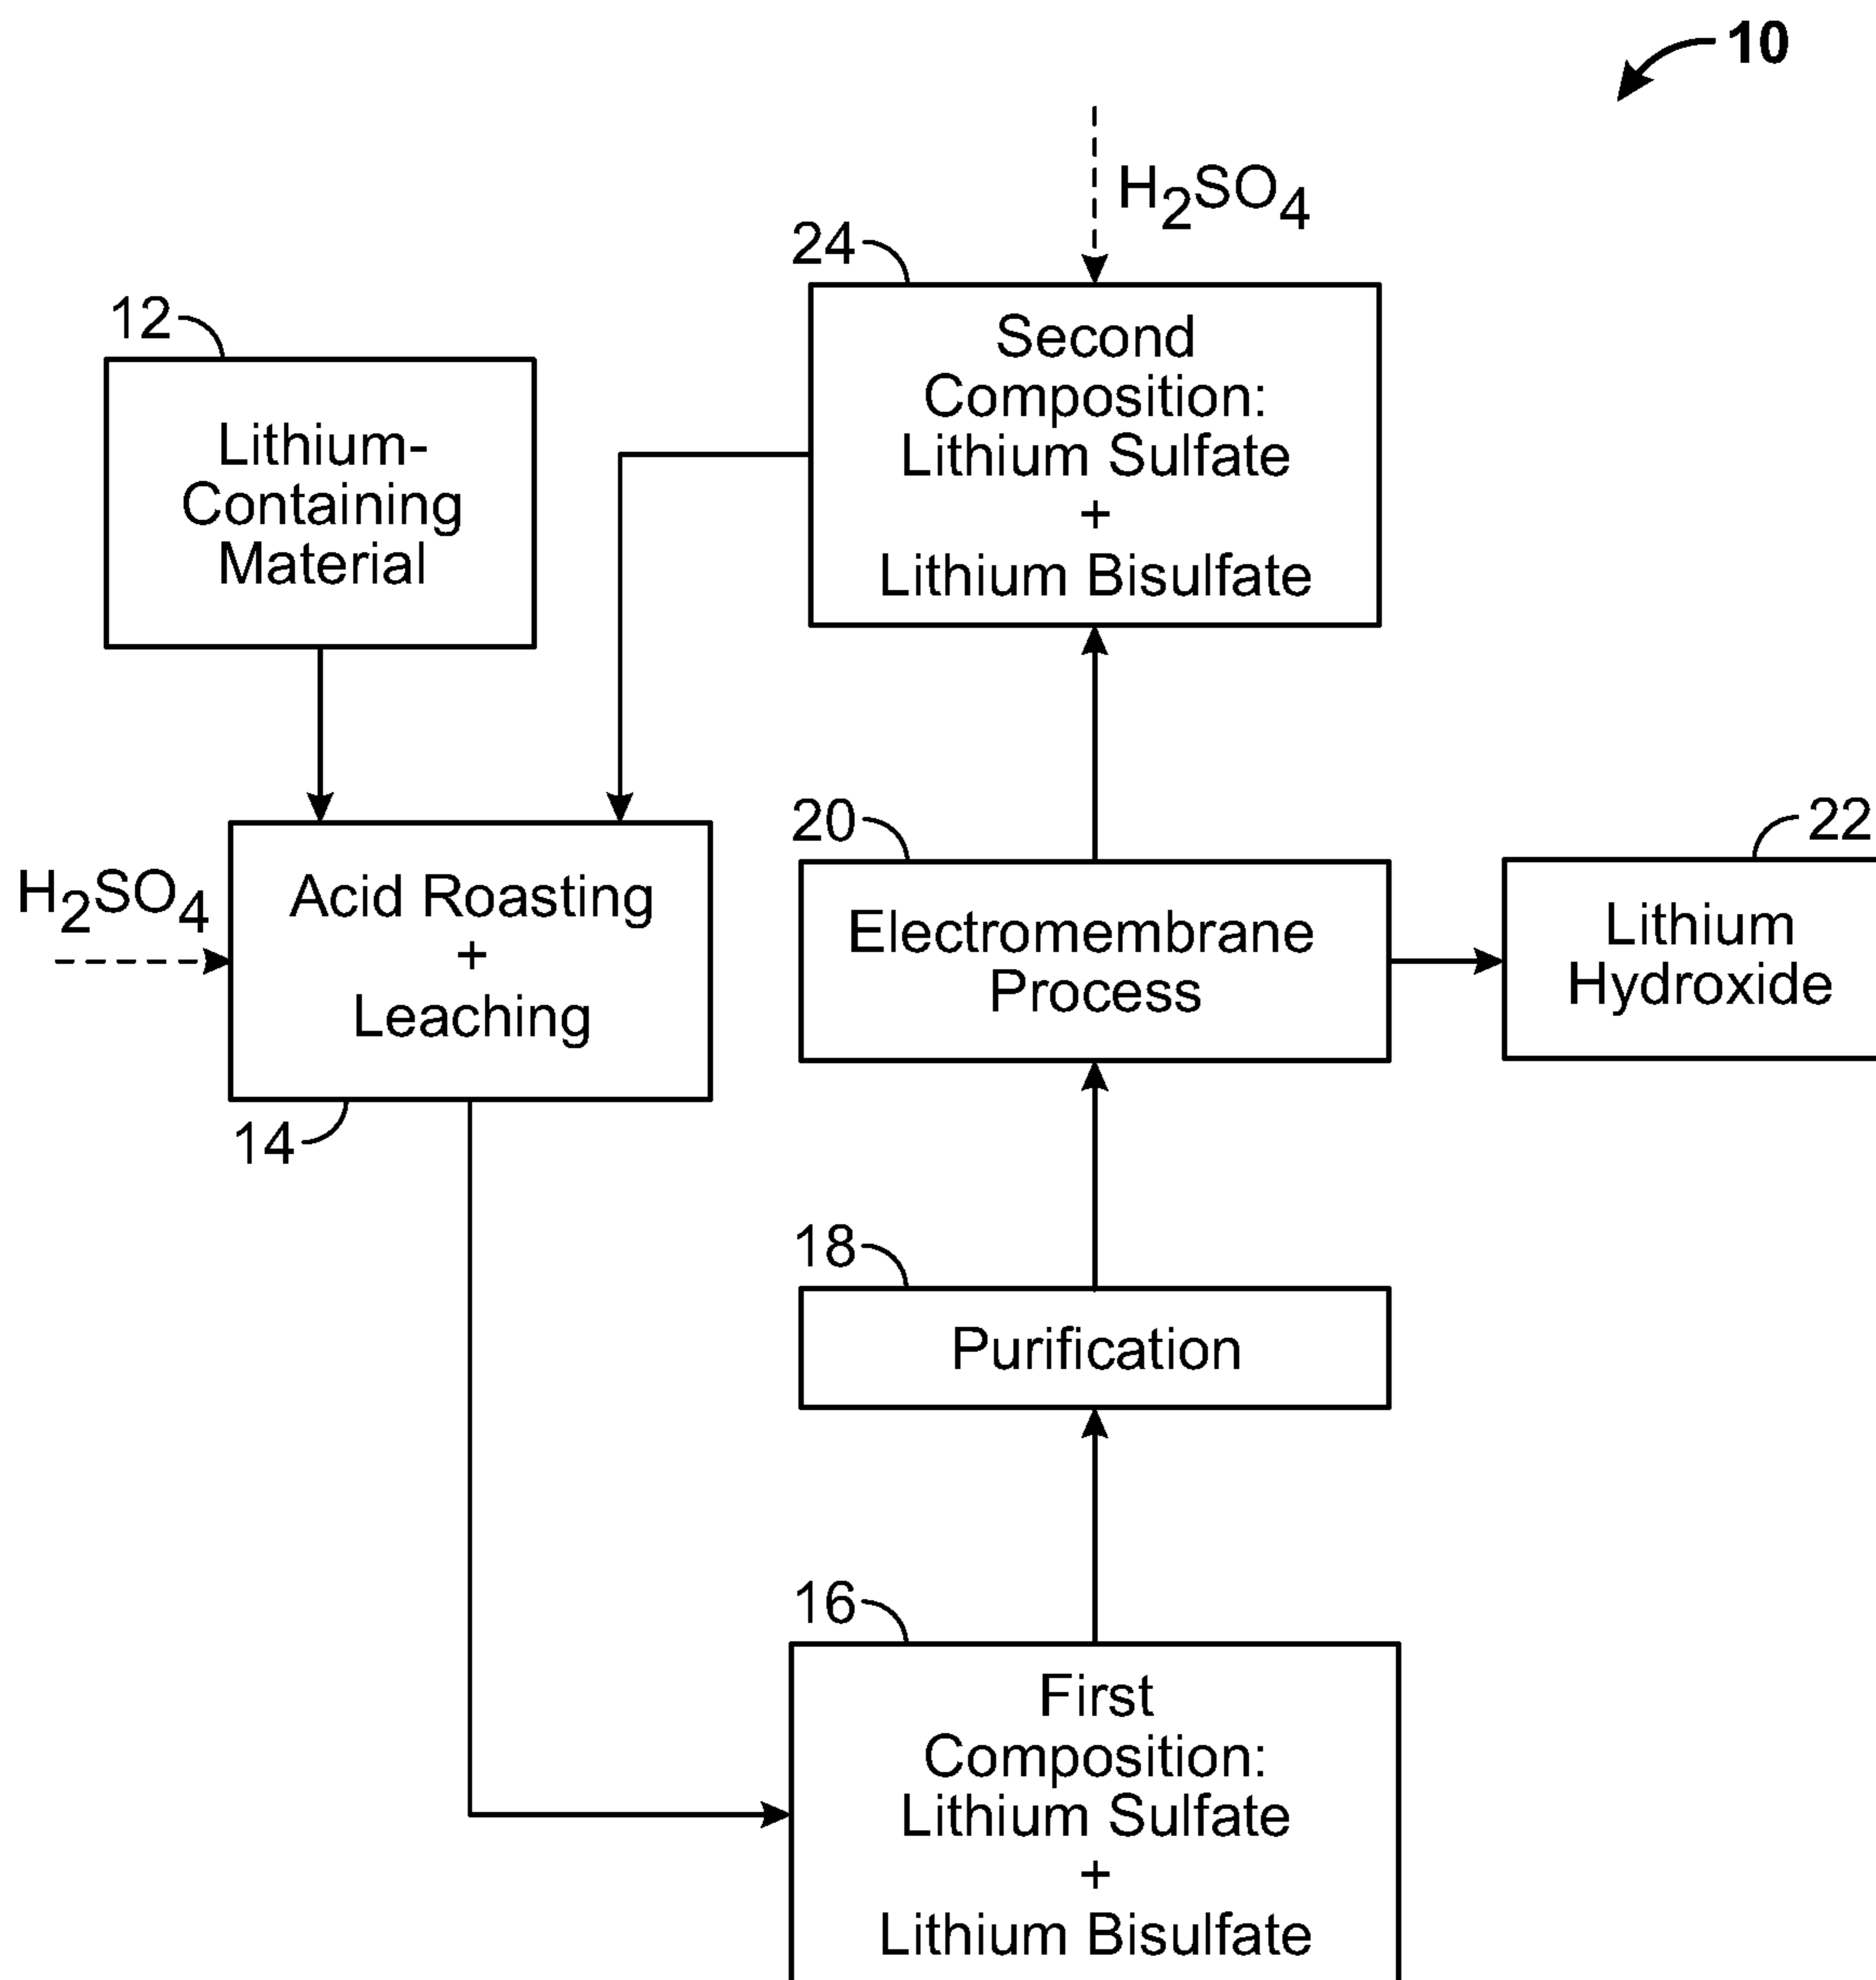 10
H2SO4
24
Second
Composition:
Lithium Sulfate
+
Lithium Bisulfate
12
Lithium-
Containing
Material
H2SO4
Acid Roasting
+
Leaching
14
20
Electromembrane
Process
22
Lithium
Hydroxide
18
Purification
16
First
Composition:
Lithium Sulfate
+
Lithium Bisulfate